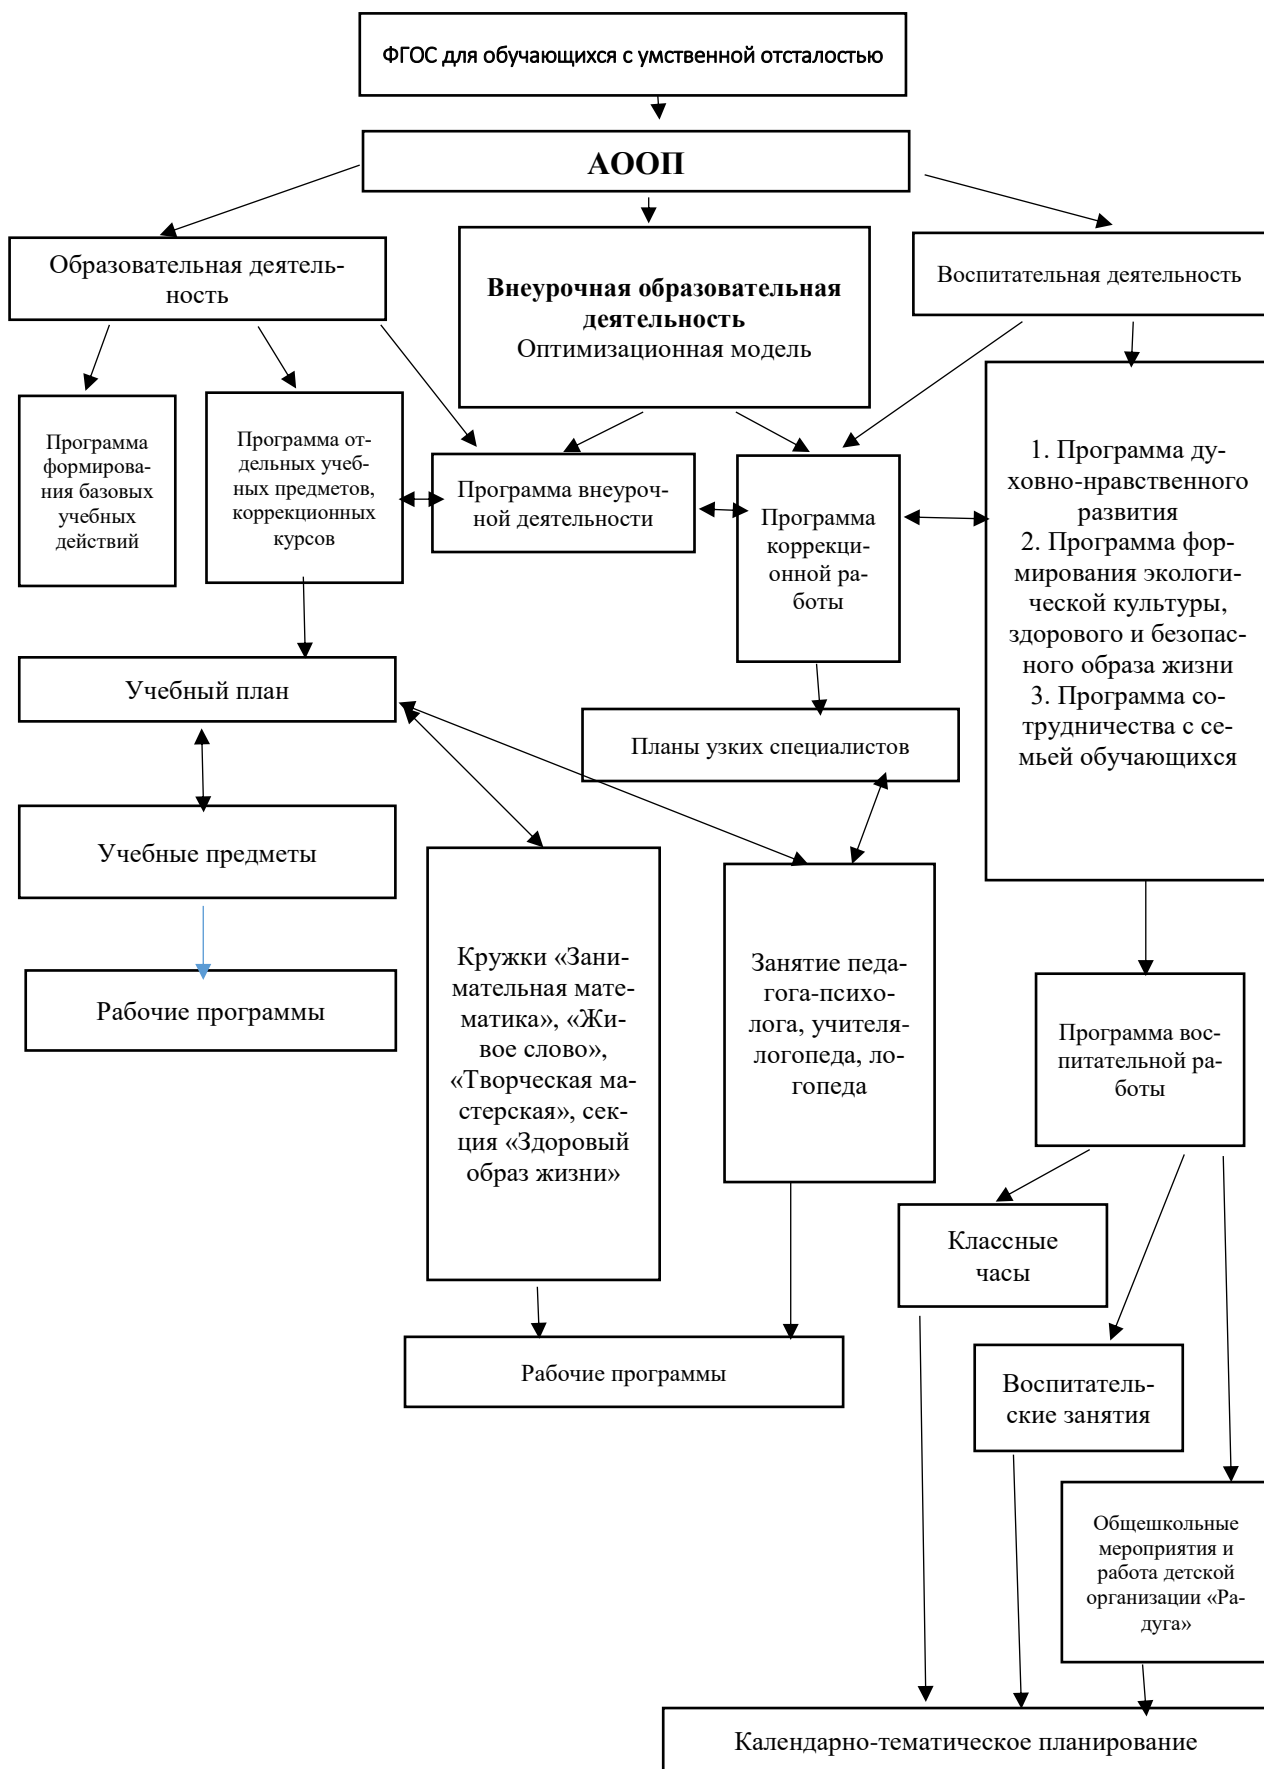 ФГОС для обучающихся с умственной отсталостью
АООП
Образовательная деятель-
ность
Внеурочная образовательная
деятельность
Оптимизационная модель
Воспитательная деятельность
Программа
формирова-
ния базовых
учебных
действий
Программа от-
дельных учеб-
ных предметов,
коррекционных
курсов
Программа внеуроч-
ной деятельности
Программа
коррекци-
онной ра-
боты
1. Программа ду-
ховно-нравственного
развития
2. Программа фор-
мирования экологи-
ческой культуры,
здорового и безопас-
ного образа жизни
3. Программа со-
трудничества с се-
мьей обучающихся
Учебный план
Планы узких специалистов
Учебные предметы
Рабочие программы
Кружки «Зани-
мательная мате-
матика», «Жи-
вое слово»,
«Творческая ма-
стерская», сек-
ция «Здоровый
образ жизни»
Занятие педа-
гога-психо-
лога, учителя-
логопеда, ло-
гопеда
Программа вос-
питательной ра-
боты
Классные
часы
Рабочие программы
Воспитатель-
ские занятия
Общешкольные
мероприятия и
работа детской
организации «Ра-
дуга»
Календарно-тематическое планирование